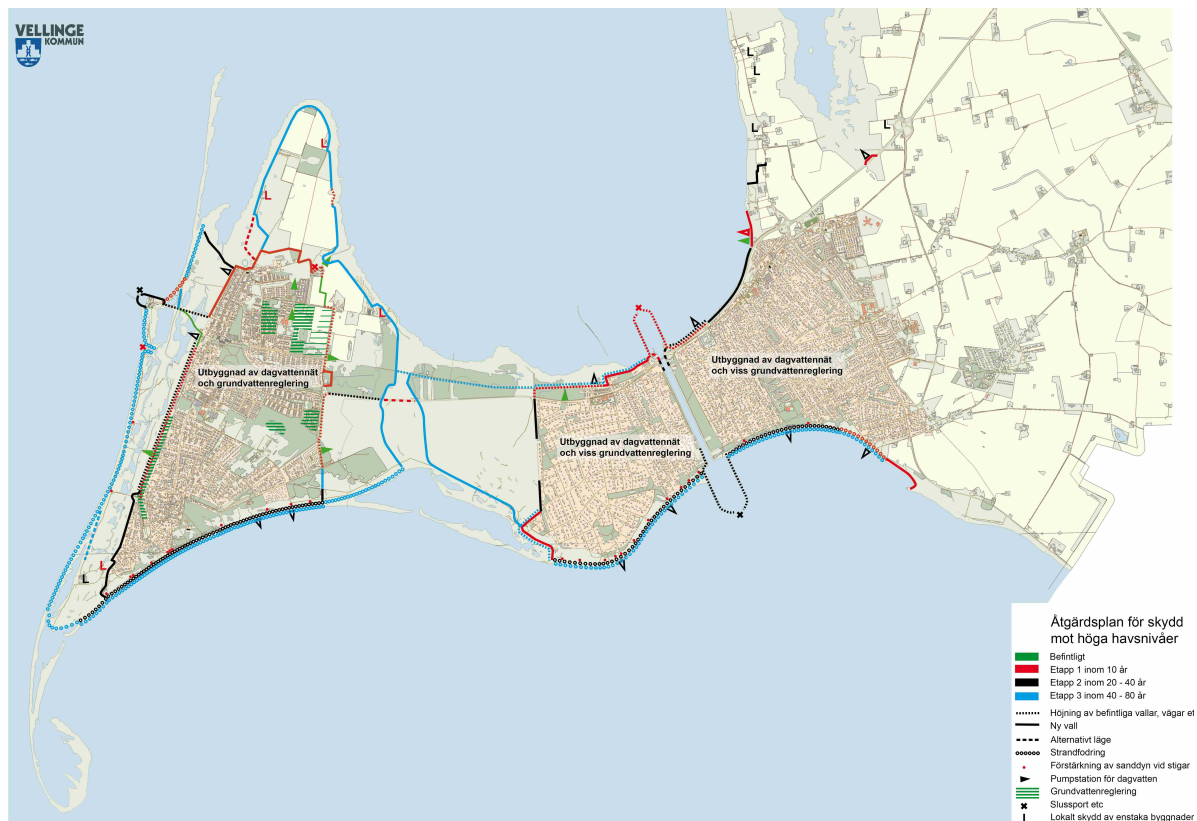 VELLINGE
KOMMUN
Utbyggnad av dagvattennät
och grundvattenreglering
Utbyggnad av dagvattennät
och viss grundvattenreglering
Utbyggnad av dagvattennät
och viss grundvattenreglering
L
L
L
L
L
L
L
L
L
Åtgärdsplan för skydd
mot höga havsnivåer
Befintligt
Etapp 1 inom 10 år
Etapp 2 inom 20 - 40 år
Etapp 3 inom 40 - 80 år
Höjning av befintliga vallar, vägar et
Ny vall
Alternativt läge
Strandfodring
Förstärkning av sanddyn vid stigar
Pumpstation för dagvatten
Grundvattenreglering
Slussport etc
L Lokalt skydd av enstaka byggnader